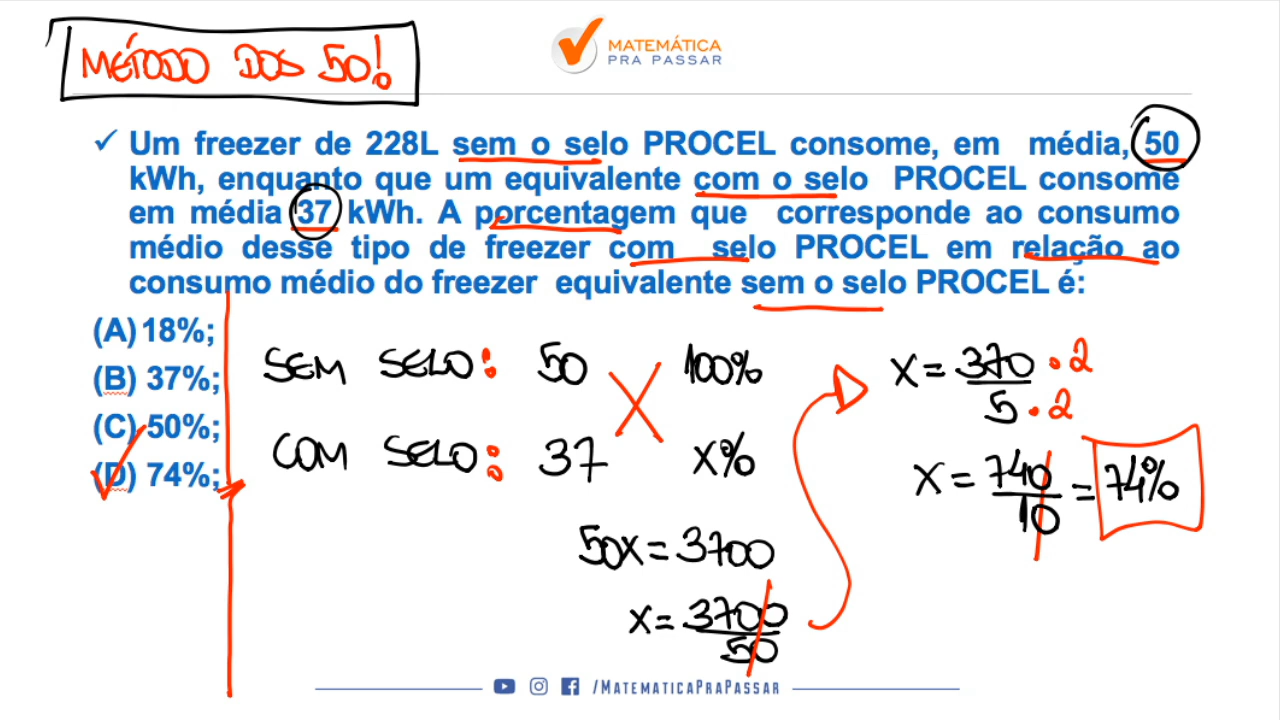 MÉTODO DOS 50!
MATEMÁTICA
PRA PASSAR
✓ Um freezer de 228L sem o selo PROCEL consome, em média, 50
kWh, enquanto que um equivalente com o selo PROCEL consome
em média 37 kWh. A porcentagem que corresponde ao consumo
médio desse tipo de freezer com selo PROCEL em relação ao
consumo médio do freezer equivalente sem o selo PROCEL é:
(A) 18%;
(B) 37%;
(C) 50%;
(D) 74%;
SEM SELO: 50 100%
COM SELO: 37 X%
50X = 3700
X = 3700/50
X = 370/5 · 2 · 2
X = 740/10 = 74%
/MATEMATICAPRAPASSAR